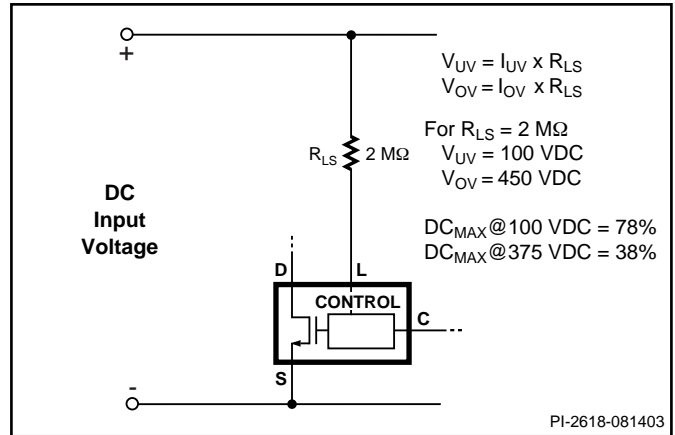 +
V_UV = I_UV x R_LS
V_OV = I_OV x R_LS
For R_LS = 2 MΩ
V_UV = 100 VDC
V_OV = 450 VDC
DC_MAX@100 VDC = 78%
DC_MAX@375 VDC = 38%
R_LS 2 MΩ
DC
Input
Voltage
D L
CONTROL
C
S
-
PI-2618-081403